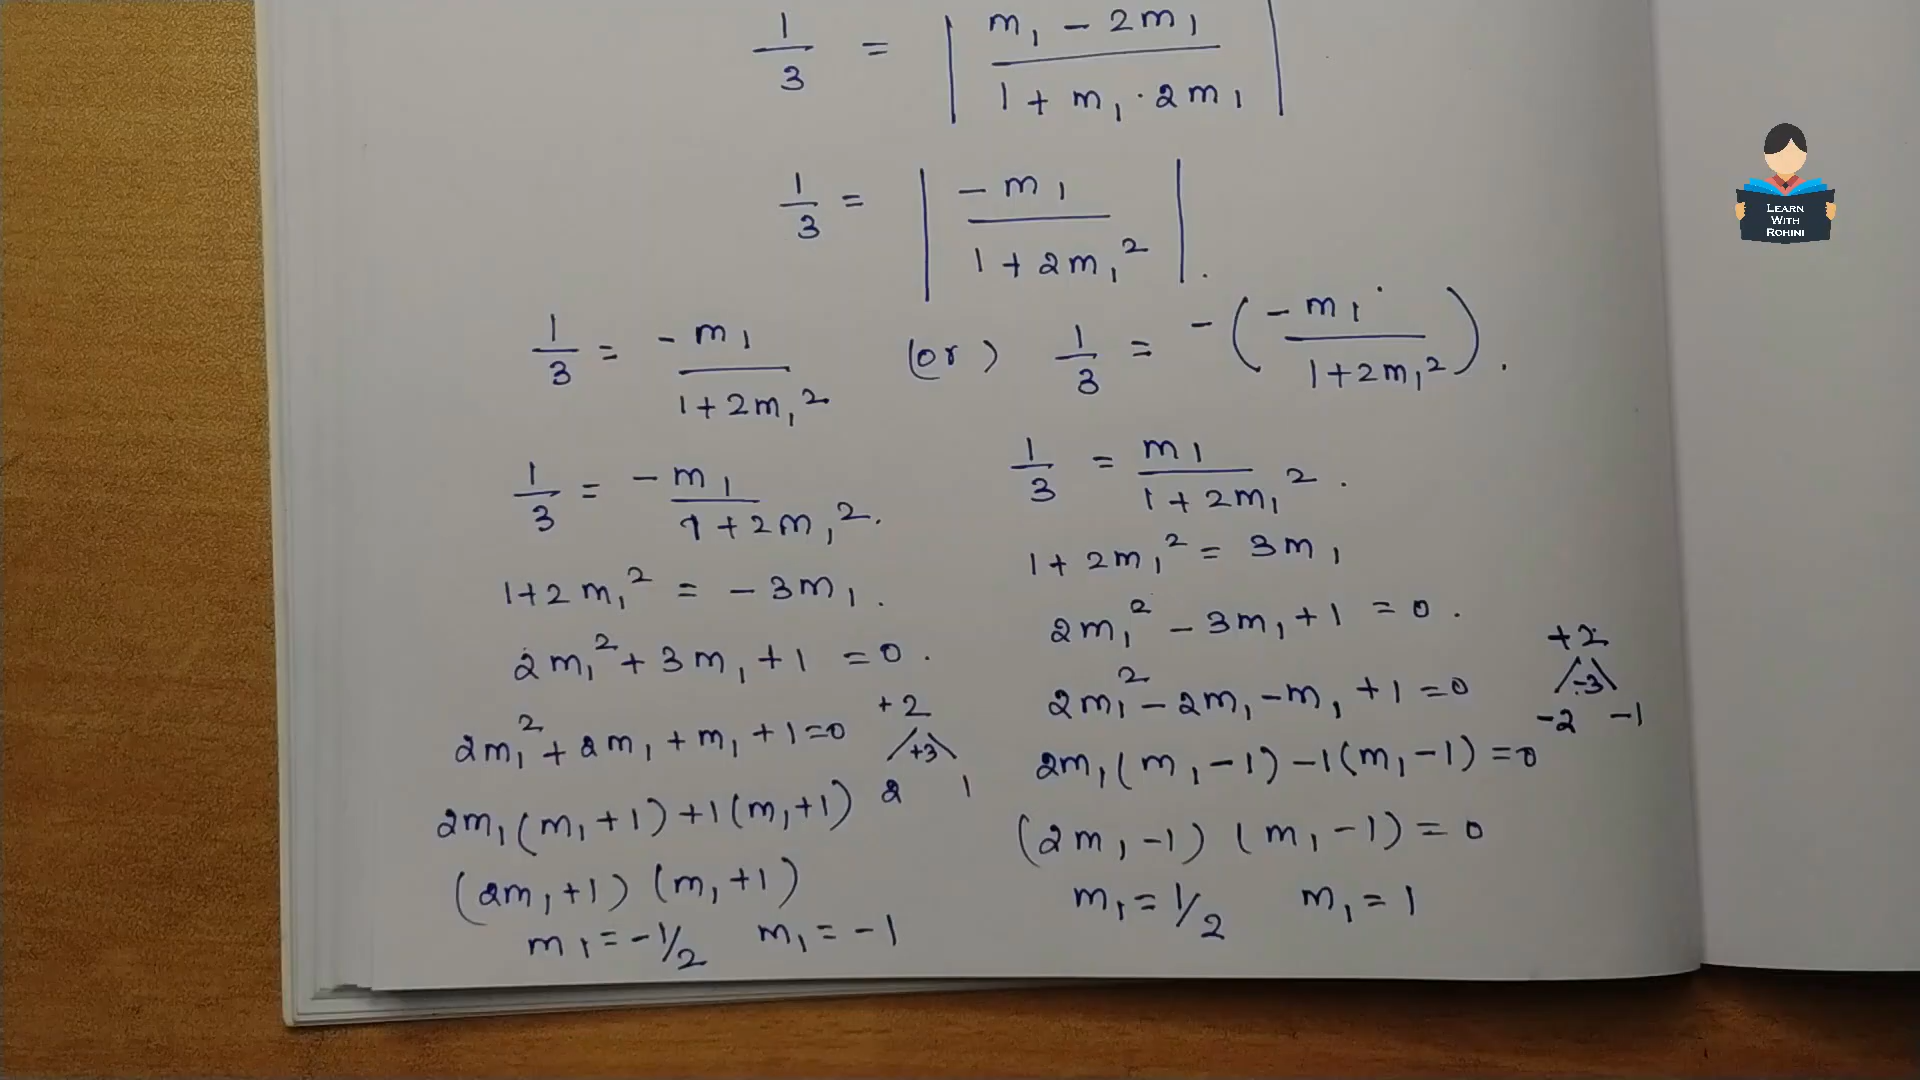 1/3 = | (m₁ - 2m₁) / (1 + m₁ · 2m₁) |
1/3 = | -m₁ / (1 + 2m₁²) | .
1/3 = -m₁ / (1 + 2m₁²) (or) 1/3 = -( -m₁ / (1 + 2m₁²) ) .
1/3 = -m₁ / (1 + 2m₁²) .
1 + 2m₁² = -3m₁ .
2m₁² + 3m₁ + 1 = 0 .
2m₁² + 2m₁ + m₁ + 1 = 0
+2
+3
2 1
2m₁(m₁ + 1) + 1(m₁ + 1)
(2m₁ + 1) (m₁ + 1)
m₁ = -1/2 m₁ = -1
1/3 = m₁ / (1 + 2m₁²) .
1 + 2m₁² = 3m₁
2m₁² - 3m₁ + 1 = 0 .
2m₁² - 2m₁ - m₁ + 1 = 0
+2
-3
-2 -1
2m₁(m₁ - 1) - 1(m₁ - 1) = 0
(2m₁ - 1) (m₁ - 1) = 0
m₁ = 1/2 m₁ = 1
LEARN
WITH
ROHINI